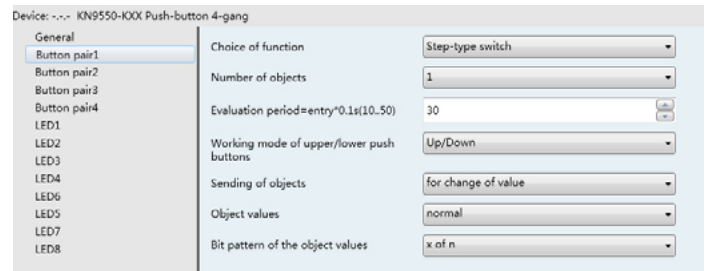 Device: -.-.- KN9550-KXX Push-button 4-gang
General
Button pair1
Button pair2
Button pair3
Button pair4
LED1
LED2
LED3
LED4
LED6
LED5
LED7
LED8
Choice of function Step-type switch
Number of objects 1
Evaluation period=entry*0.1s(10..50) 30
Working mode of upper/lower push
buttons Up/Down
Sending of objects for change of value
Object values normal
Bit pattern of the object values x of n